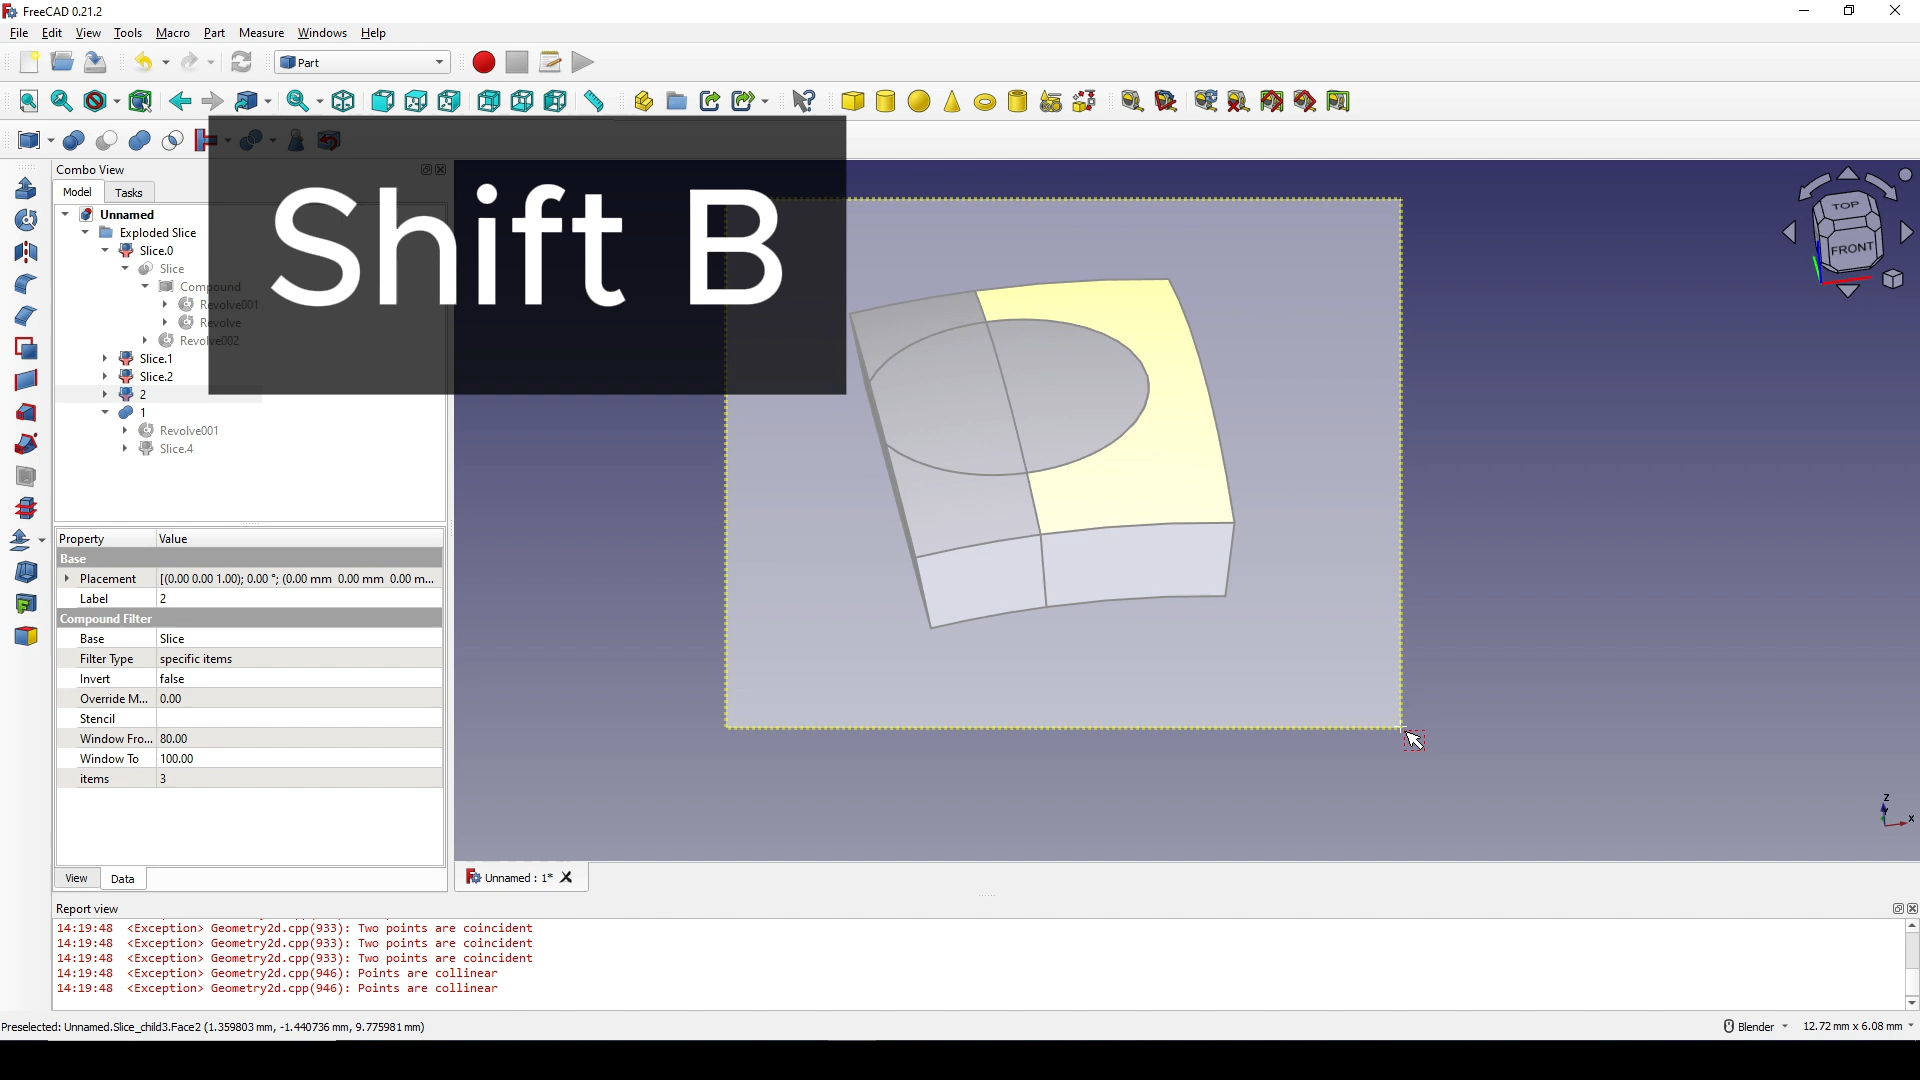 FreeCAD 0.21.2
File Edit View Tools Macro Part Measure Windows Help
Part
Combo View
Model Tasks
Shift B
Unnamed
Exploded Slice
Slice.0
Slice
Compound
Revolve001
Revolve
Revolve002
Slice.1
Slice.2
2
1
Revolve001
Slice.4
TOP
FRONT
Property Value
Base
Placement [(0.00 0.00 1.00); 0.00 °; (0.00 mm 0.00 mm 0.00 m...
Label 2
Compound Filter
Base Slice
Filter Type specific items
Invert false
Override M... 0.00
Stencil
Window Fro... 80.00
Window To 100.00
items 3
z
x
View Data
Unnamed : 1*
Report view
14:19:48 <Exception> Geometry2d.cpp(933): Two points are coincident
14:19:48 <Exception> Geometry2d.cpp(933): Two points are coincident
14:19:48 <Exception> Geometry2d.cpp(933): Two points are coincident
14:19:48 <Exception> Geometry2d.cpp(946): Points are collinear
14:19:48 <Exception> Geometry2d.cpp(946): Points are collinear
Preselected: Unnamed.Slice_child3.Face2 (1.359803 mm, -1.440736 mm, 9.775981 mm)
Blender 12.72 mm x 6.08 mm